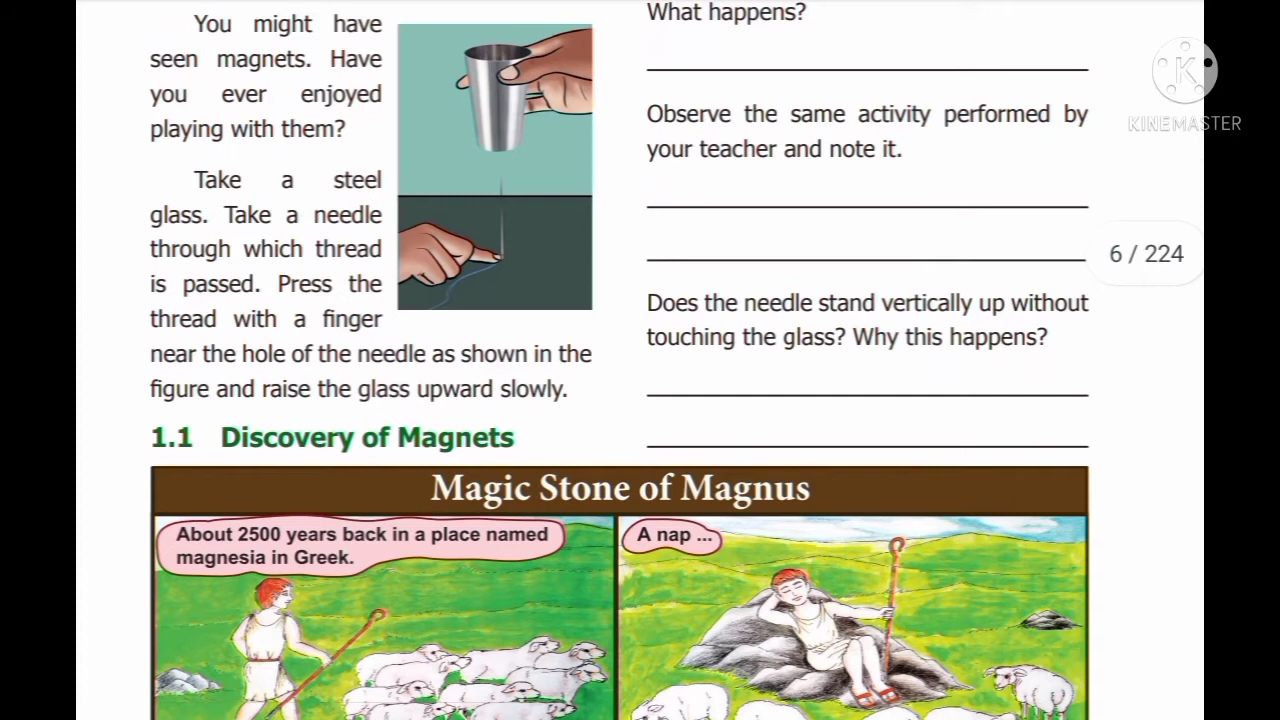 You might have
seen magnets. Have
you ever enjoyed
playing with them?
Take a steel
glass. Take a needle
through which thread
is passed. Press the
thread with a finger
near the hole of the needle as shown in the
figure and raise the glass upward slowly.
What happens?
Observe the same activity performed by
your teacher and note it.
Does the needle stand vertically up without
touching the glass? Why this happens?
1.1 Discovery of Magnets
Magic Stone of Magnus
About 2500 years back in a place named
magnesia in Greek.
A nap ...
6 / 224
K
KINEMASTER